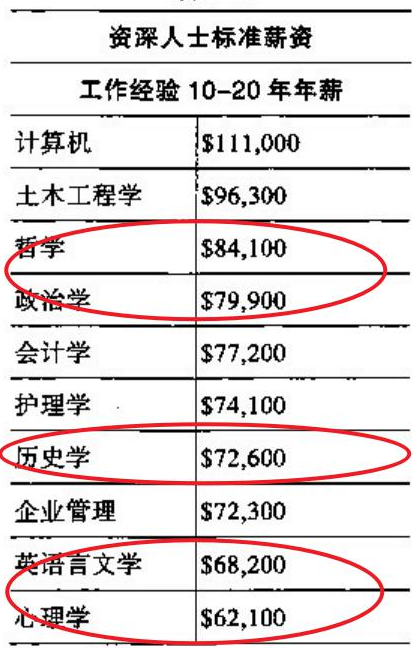 资深人士标准薪资
工作经验 10-20 年年薪
计算机 $111,000
土木工程学 $96,300
哲学 $84,100
政治学 $79,900
会计学 $77,200
护理学 $74,100
历史学 $72,600
企业管理 $72,300
英语言文学 $68,200
心理学 $62,100